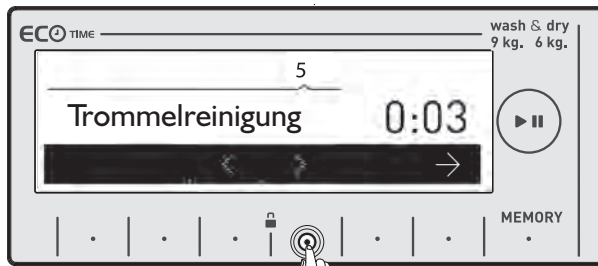 ECO TIME
wash & dry
9 kg. 6 kg.
5
Trommelreinigung
0:03
MEMORY